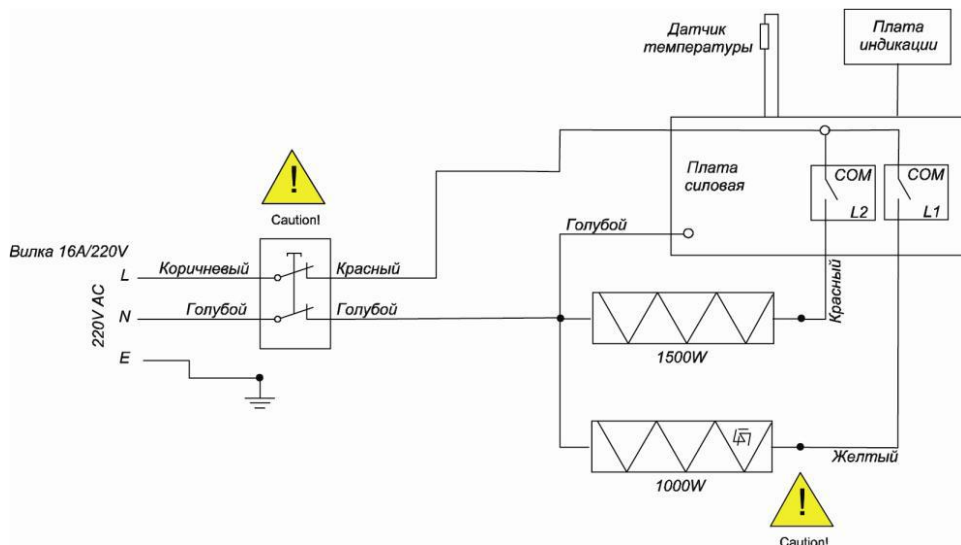 Датчик
температуры
Плата
индикации
Плата
силовая
COM
L2
COM
L1
!
Caution!
Голубой
Вилка 16A/220V
220V AC
L
Коричневый
Красный
N
Голубой
Голубой
E
Красный
1500W
1000W
Желтый
!
Caution!